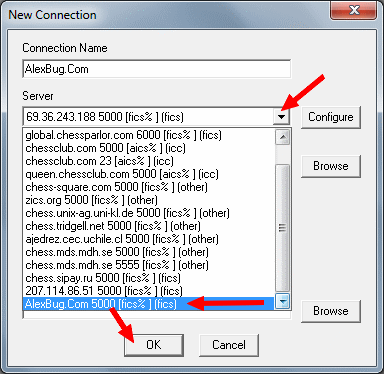 New Connection
Connection Name
AlexBug.Com
Server
69.36.243.188 5000 [fics% ] (fics)
Configure
global.chessparlor.com 6000 [fics% ] (fics)
chessclub.com 5000 [aics% ] (icc)
chessclub.com 23 [aics% ] (icc)
Browse
queen.chessclub.com 5000 [aics% ] (icc)
chess-square.com 5000 [fics% ] (other)
zics.org 5000 [fics% ] (other)
chess.unix-ag.uni-kl.de 5000 [fics% ] (other)
chess.tridgell.net 5000 [fics% ] (other)
ajedrez.cec.uchile.cl 5000 [fics% ] (other)
chess.mds.mdh.se 5000 [fics% ] (other)
chess.mds.mdh.se 5555 [fics% ] (other)
chess.sipay.ru 5000 [fics% ] (fics)
207.114.86.51 5000 [fics% ] (fics)
AlexBug.Com 5000 [fics% ] (fics)
Browse
OK
Cancel